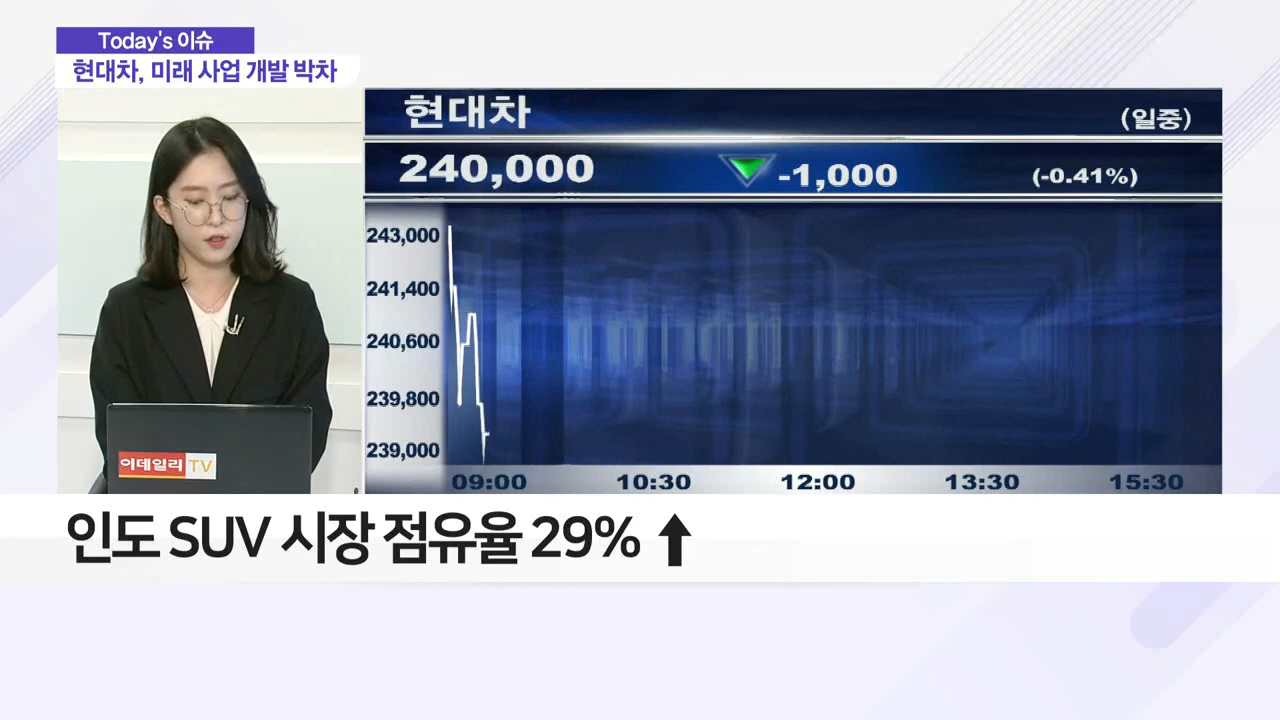 Today's 이슈
현대차, 미래 사업 개발 박차
현대차 (일중)
240,000 -1,000 (-0.41%)
243,000
241,400
240,600
239,800
239,000
09:00 10:30 12:00 13:30 15:30
이데일리 TV
인도 SUV 시장 점유율 29% ⬆